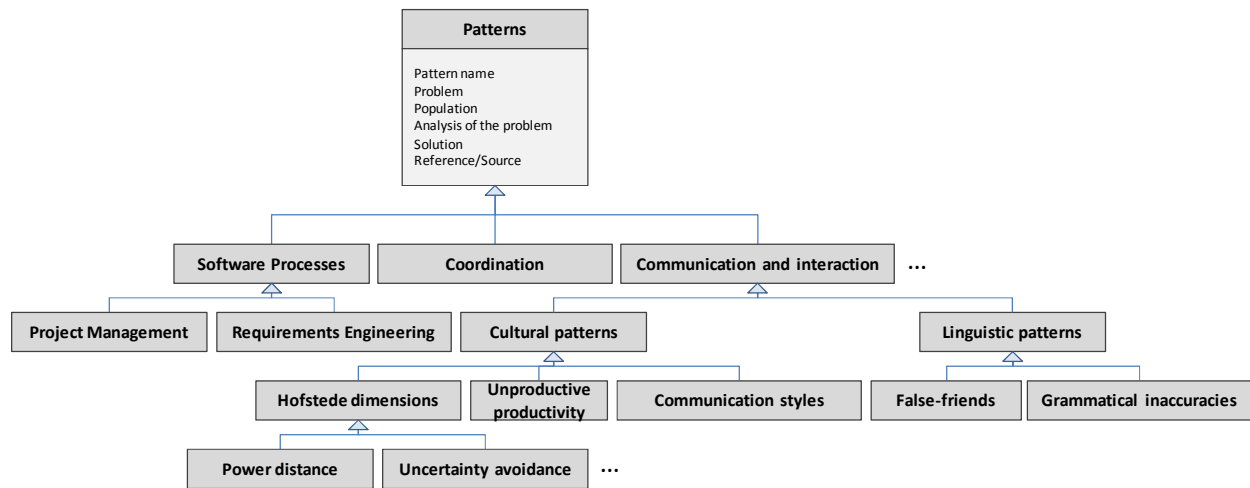 Patterns
Pattern name
Problem
Population
Analysis of the problem
Solution
Reference/Source
Software Processes
Coordination
Communication and interaction
...
Project Management
Requirements Engineering
Cultural patterns
Linguistic patterns
Hofstede dimensions
Unproductive
productivity
Communication styles
False-friends
Grammatical inaccuracies
Power distance
Uncertainty avoidance
...